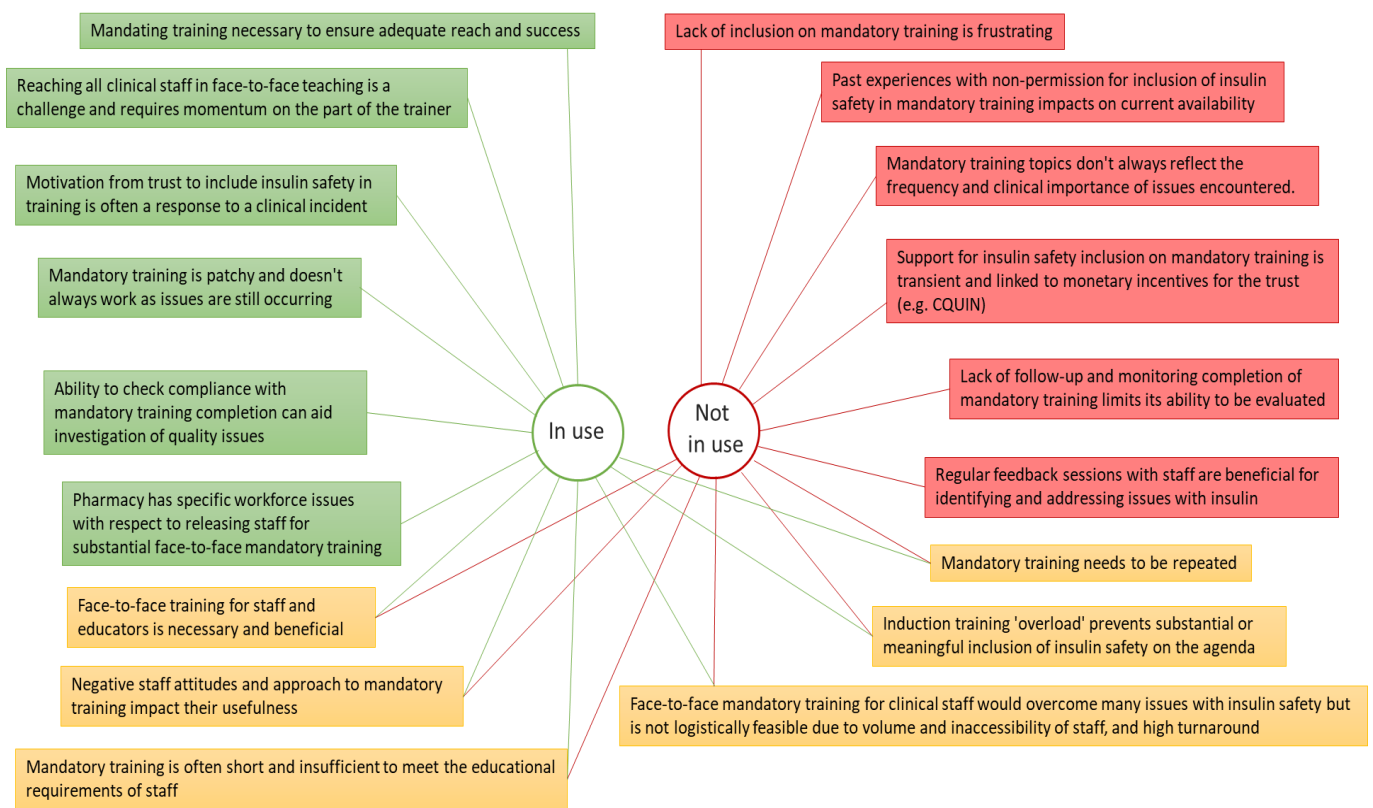 Mandating training necessary to ensure adequate reach and success
Reaching all clinical staff in face-to-face teaching is a
challenge and requires momentum on the part of the trainer
Motivation from trust to include insulin safety in
training is often a response to a clinical incident
Mandatory training is patchy and doesn't
always work as issues are still occurring
Ability to check compliance with
mandatory training completion can aid
investigation of quality issues
Pharmacy has specific workforce issues
with respect to releasing staff for
substantial face-to-face mandatory training
Face-to-face training for staff and
educators is necessary and beneficial
Negative staff attitudes and approach to mandatory
training impact their usefulness
Mandatory training is often short and insufficient to meet the educational
requirements of staff
In use
Not
in use
Lack of inclusion on mandatory training is frustrating
Past experiences with non-permission for inclusion of insulin
safety in mandatory training impacts on current availability
Mandatory training topics don't always reflect the
frequency and clinical importance of issues encountered.
Support for insulin safety inclusion on mandatory training is
transient and linked to monetary incentives for the trust
(e.g. CQUIN)
Lack of follow-up and monitoring completion of
mandatory training limits its ability to be evaluated
Regular feedback sessions with staff are beneficial for
identifying and addressing issues with insulin
Mandatory training needs to be repeated
Induction training 'overload' prevents substantial or
meaningful inclusion of insulin safety on the agenda
Face-to-face mandatory training for clinical staff would overcome many issues with insulin safety but
is not logistically feasible due to volume and inaccessibility of staff, and high turnaround